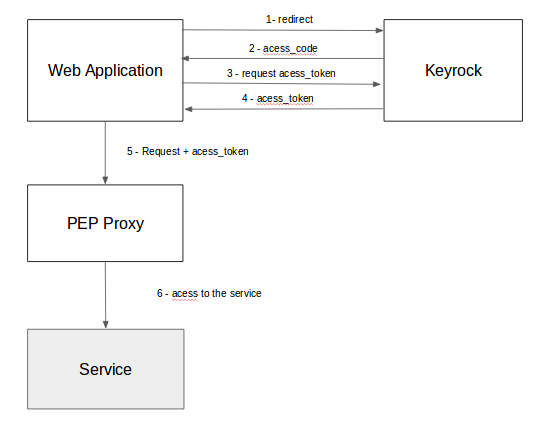 1- redirect
2 - acess_code
Web Application
Keyrock
3 - request acess_token
4 - acess_token
5 - Request + acess_token
PEP Proxy
6 - acess to the service
Service